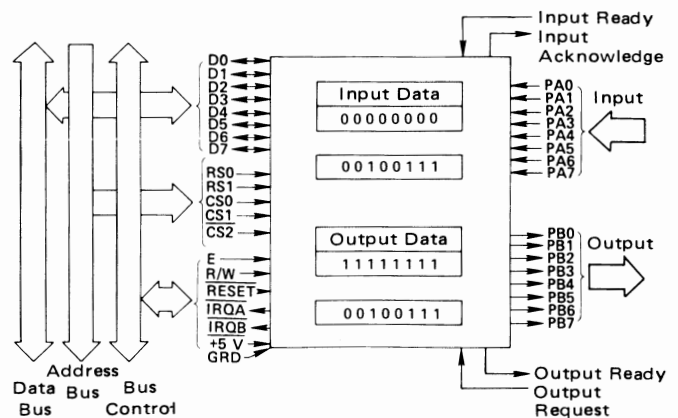 Input Ready
Input
Acknowledge
D0
D1
D2
D3
D4
D5
D6
D7
Input Data
00000000
00100111
PA0
PA1
PA2
PA3
PA4
PA5
PA6
PA7
Input
RS0
RS1
CS0
CS1
CS2
Output Data
11111111
00100111
PB0
PB1
PB2
PB3
PB4
PB5
PB6
PB7
Output
E
R/W
RESET
IRQA
IRQB
+5 V
GRD
Data
Bus
Address
Bus
Bus
Control
Output Ready
Output
Request